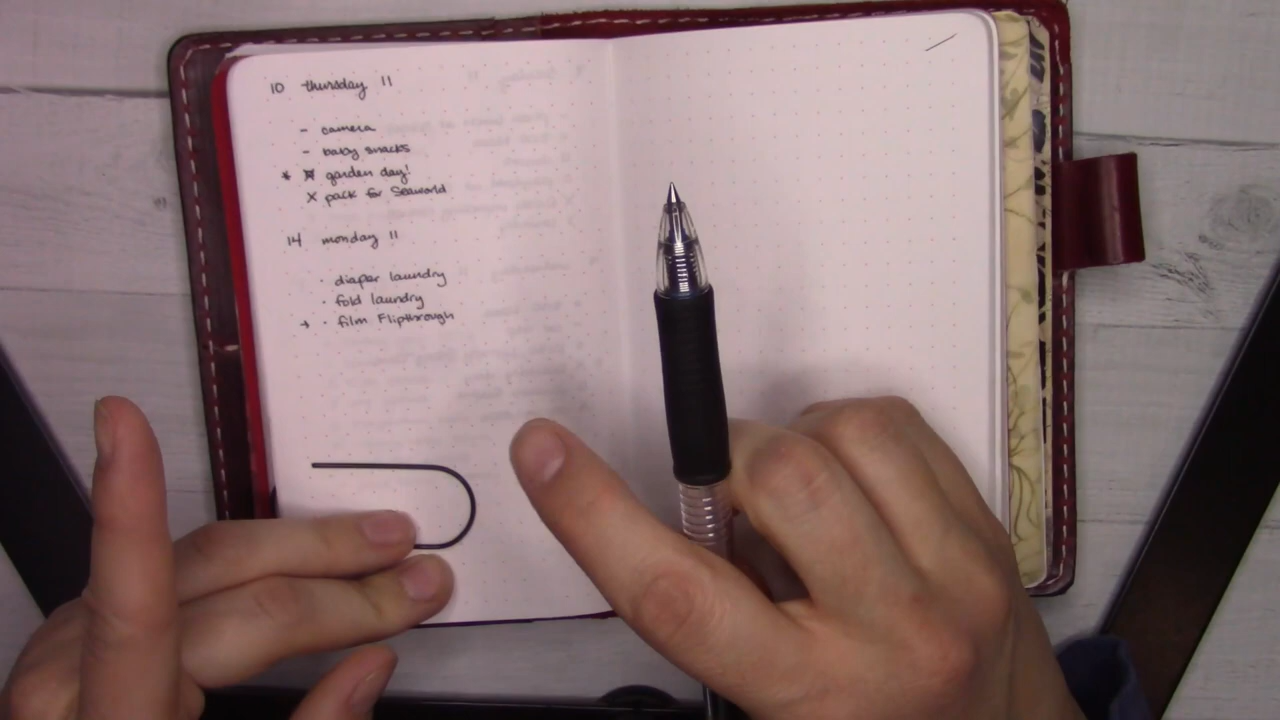 10 thursday 11
- camera
- baby snacks
* x garden day!
x pack for Seaworld
14 monday 11
· diaper laundry
· fold laundry
→ · film Flipthrough